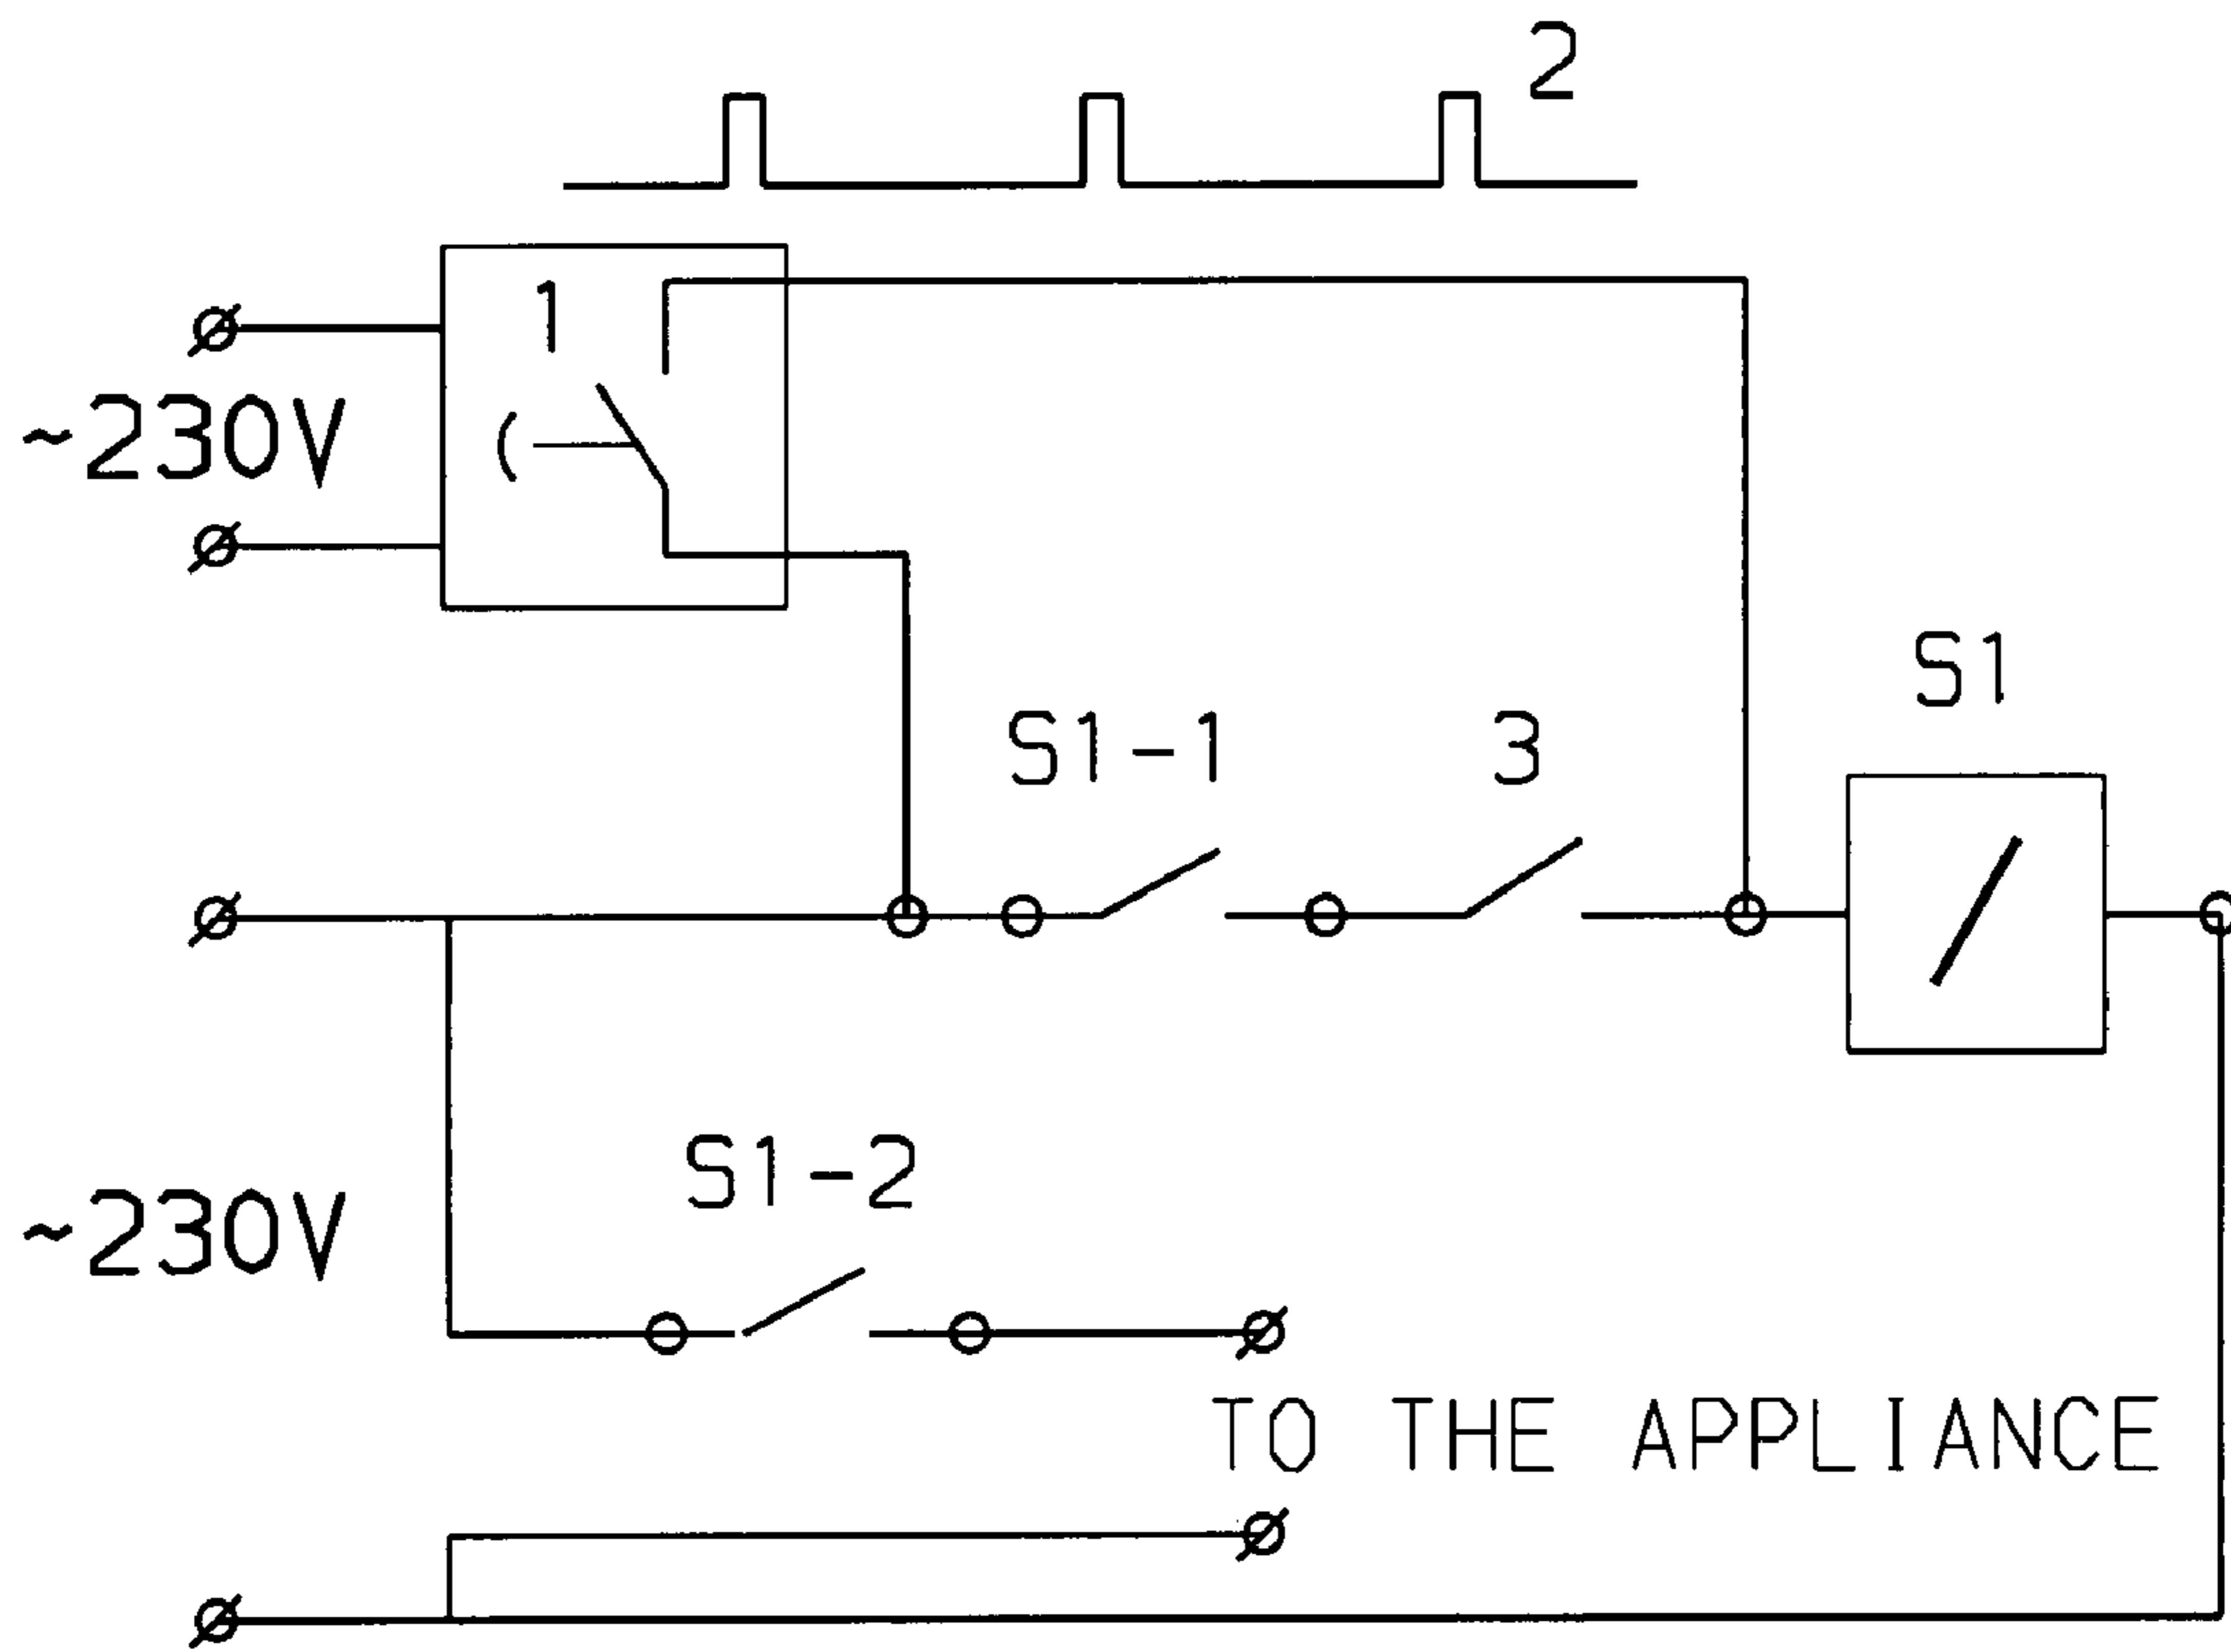 2
1
~230V
S1
S1-1
3
S1-2
~230V
TO THE APPLIANCE